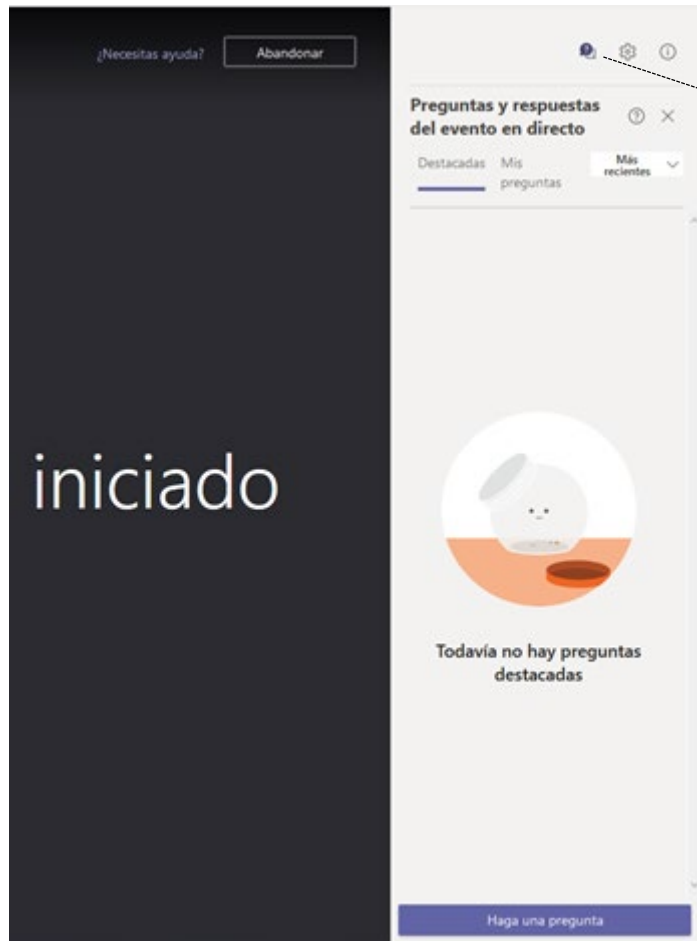 ¿Necesitas ayuda?
Abandonar
iniciado
Preguntas y respuestas
del evento en directo
Destacadas
Mis
preguntas
Más
recientes
Todavía no hay preguntas
destacadas
Haga una pregunta